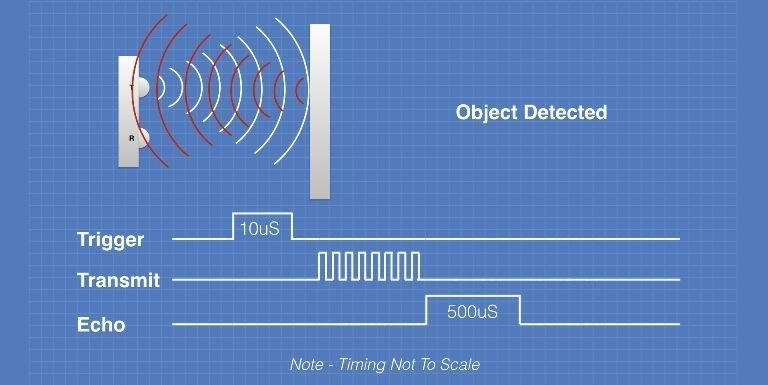 T
R
Object Detected
Trigger
10uS
Transmit
Echo
500uS
Note - Timing Not To Scale